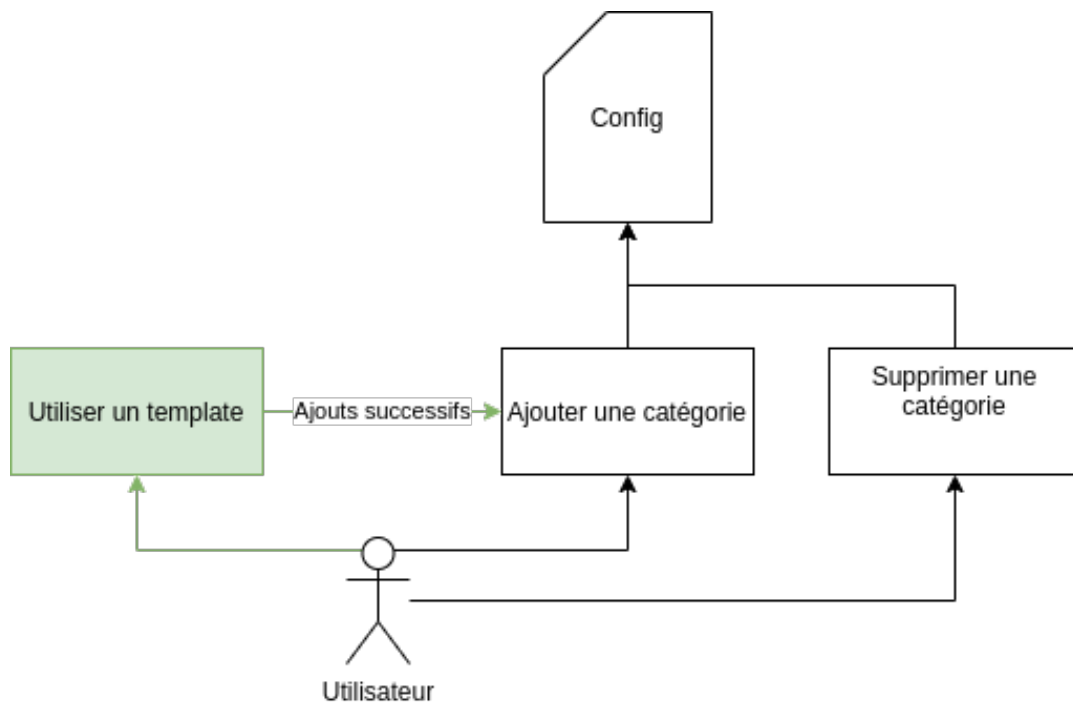 Config
Utiliser un template
Ajouts successifs
Ajouter une catégorie
Supprimer une
catégorie
Utilisateur